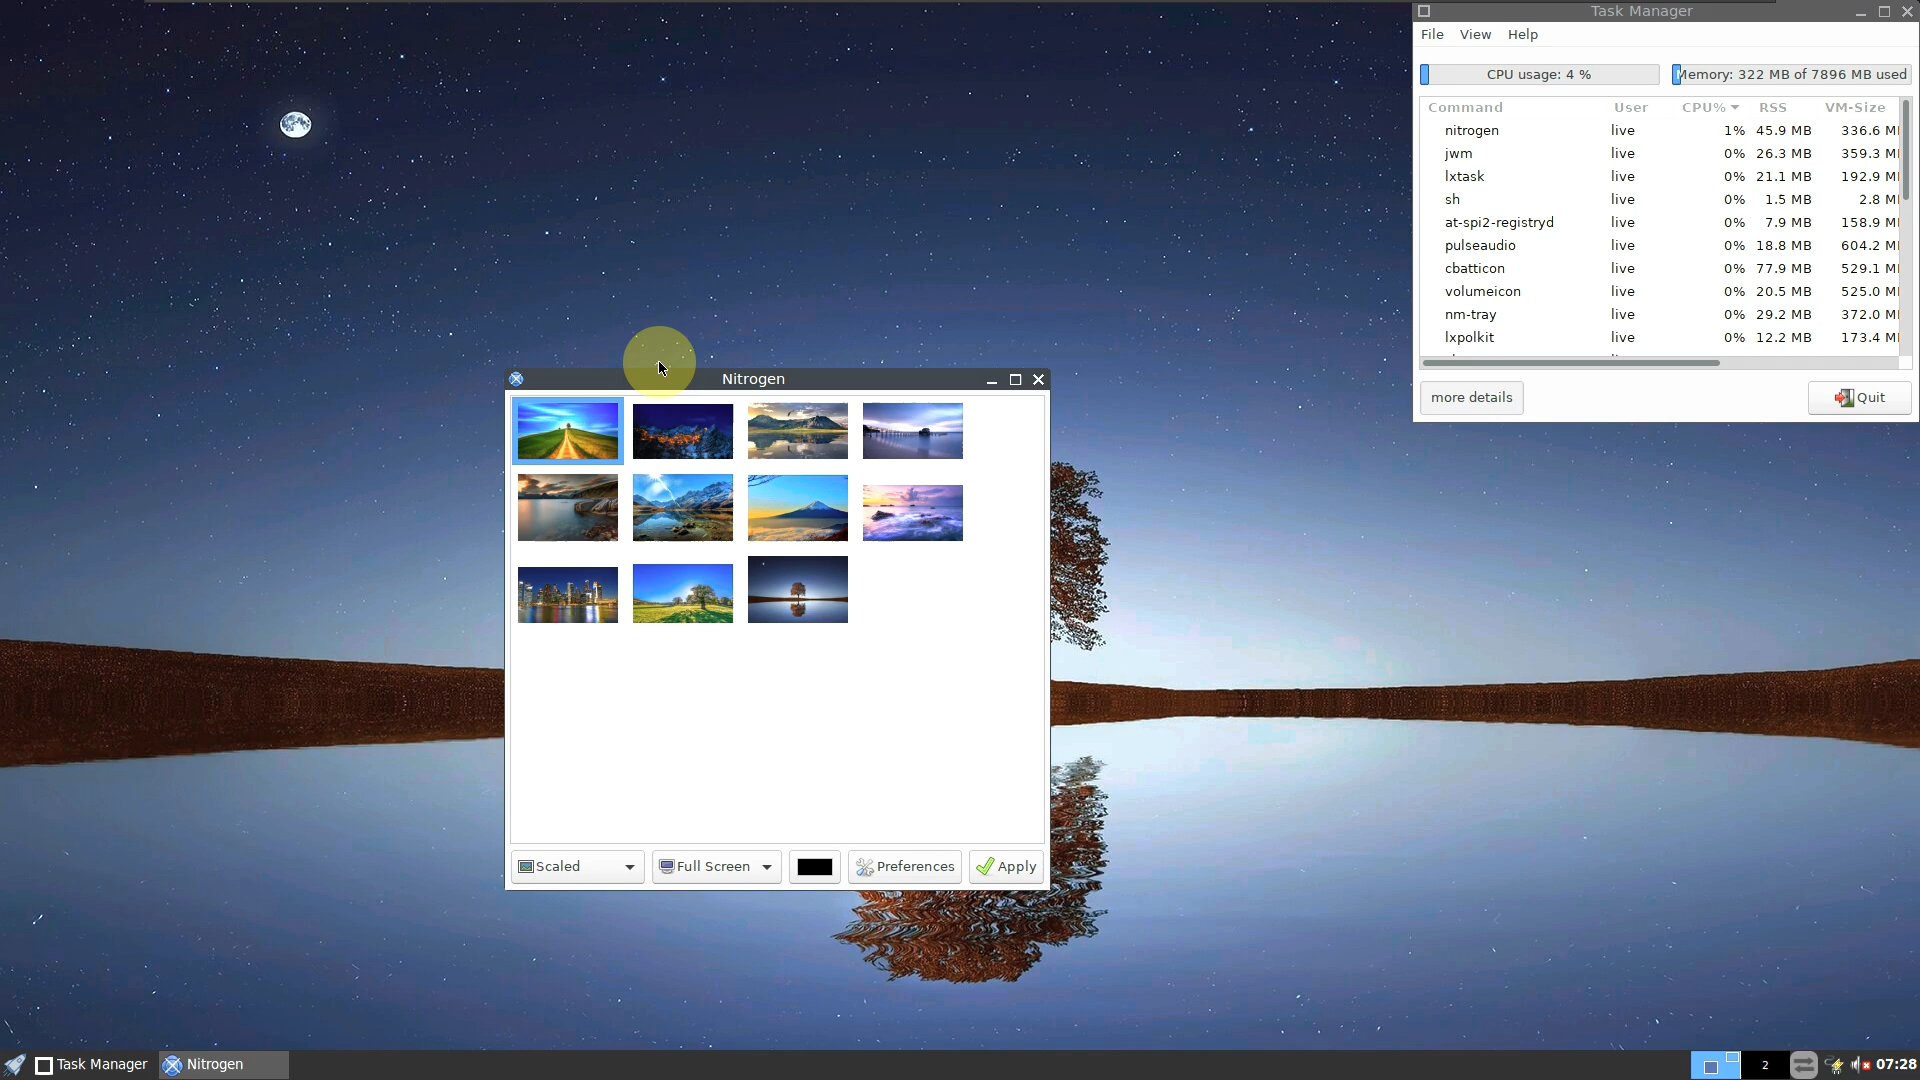 Task Manager
File View Help
CPU usage: 4 % Memory: 322 MB of 7896 MB used
Command User CPU% RSS VM-Size
nitrogen live 1% 45.9 MB 336.6 M
jwm live 0% 26.3 MB 359.3 M
lxtask live 0% 21.1 MB 192.9 M
sh live 0% 1.5 MB 2.8 M
at-spi2-registryd live 0% 7.9 MB 158.9 M
pulseaudio live 0% 18.8 MB 604.2 M
cbatticon live 0% 77.9 MB 529.1 M
volumeicon live 0% 20.5 MB 525.0 M
nm-tray live 0% 29.2 MB 372.0 M
lxpolkit live 0% 12.2 MB 173.4 M
more details Quit
Nitrogen
Scaled Full Screen Preferences Apply
Task Manager Nitrogen 2 07:28